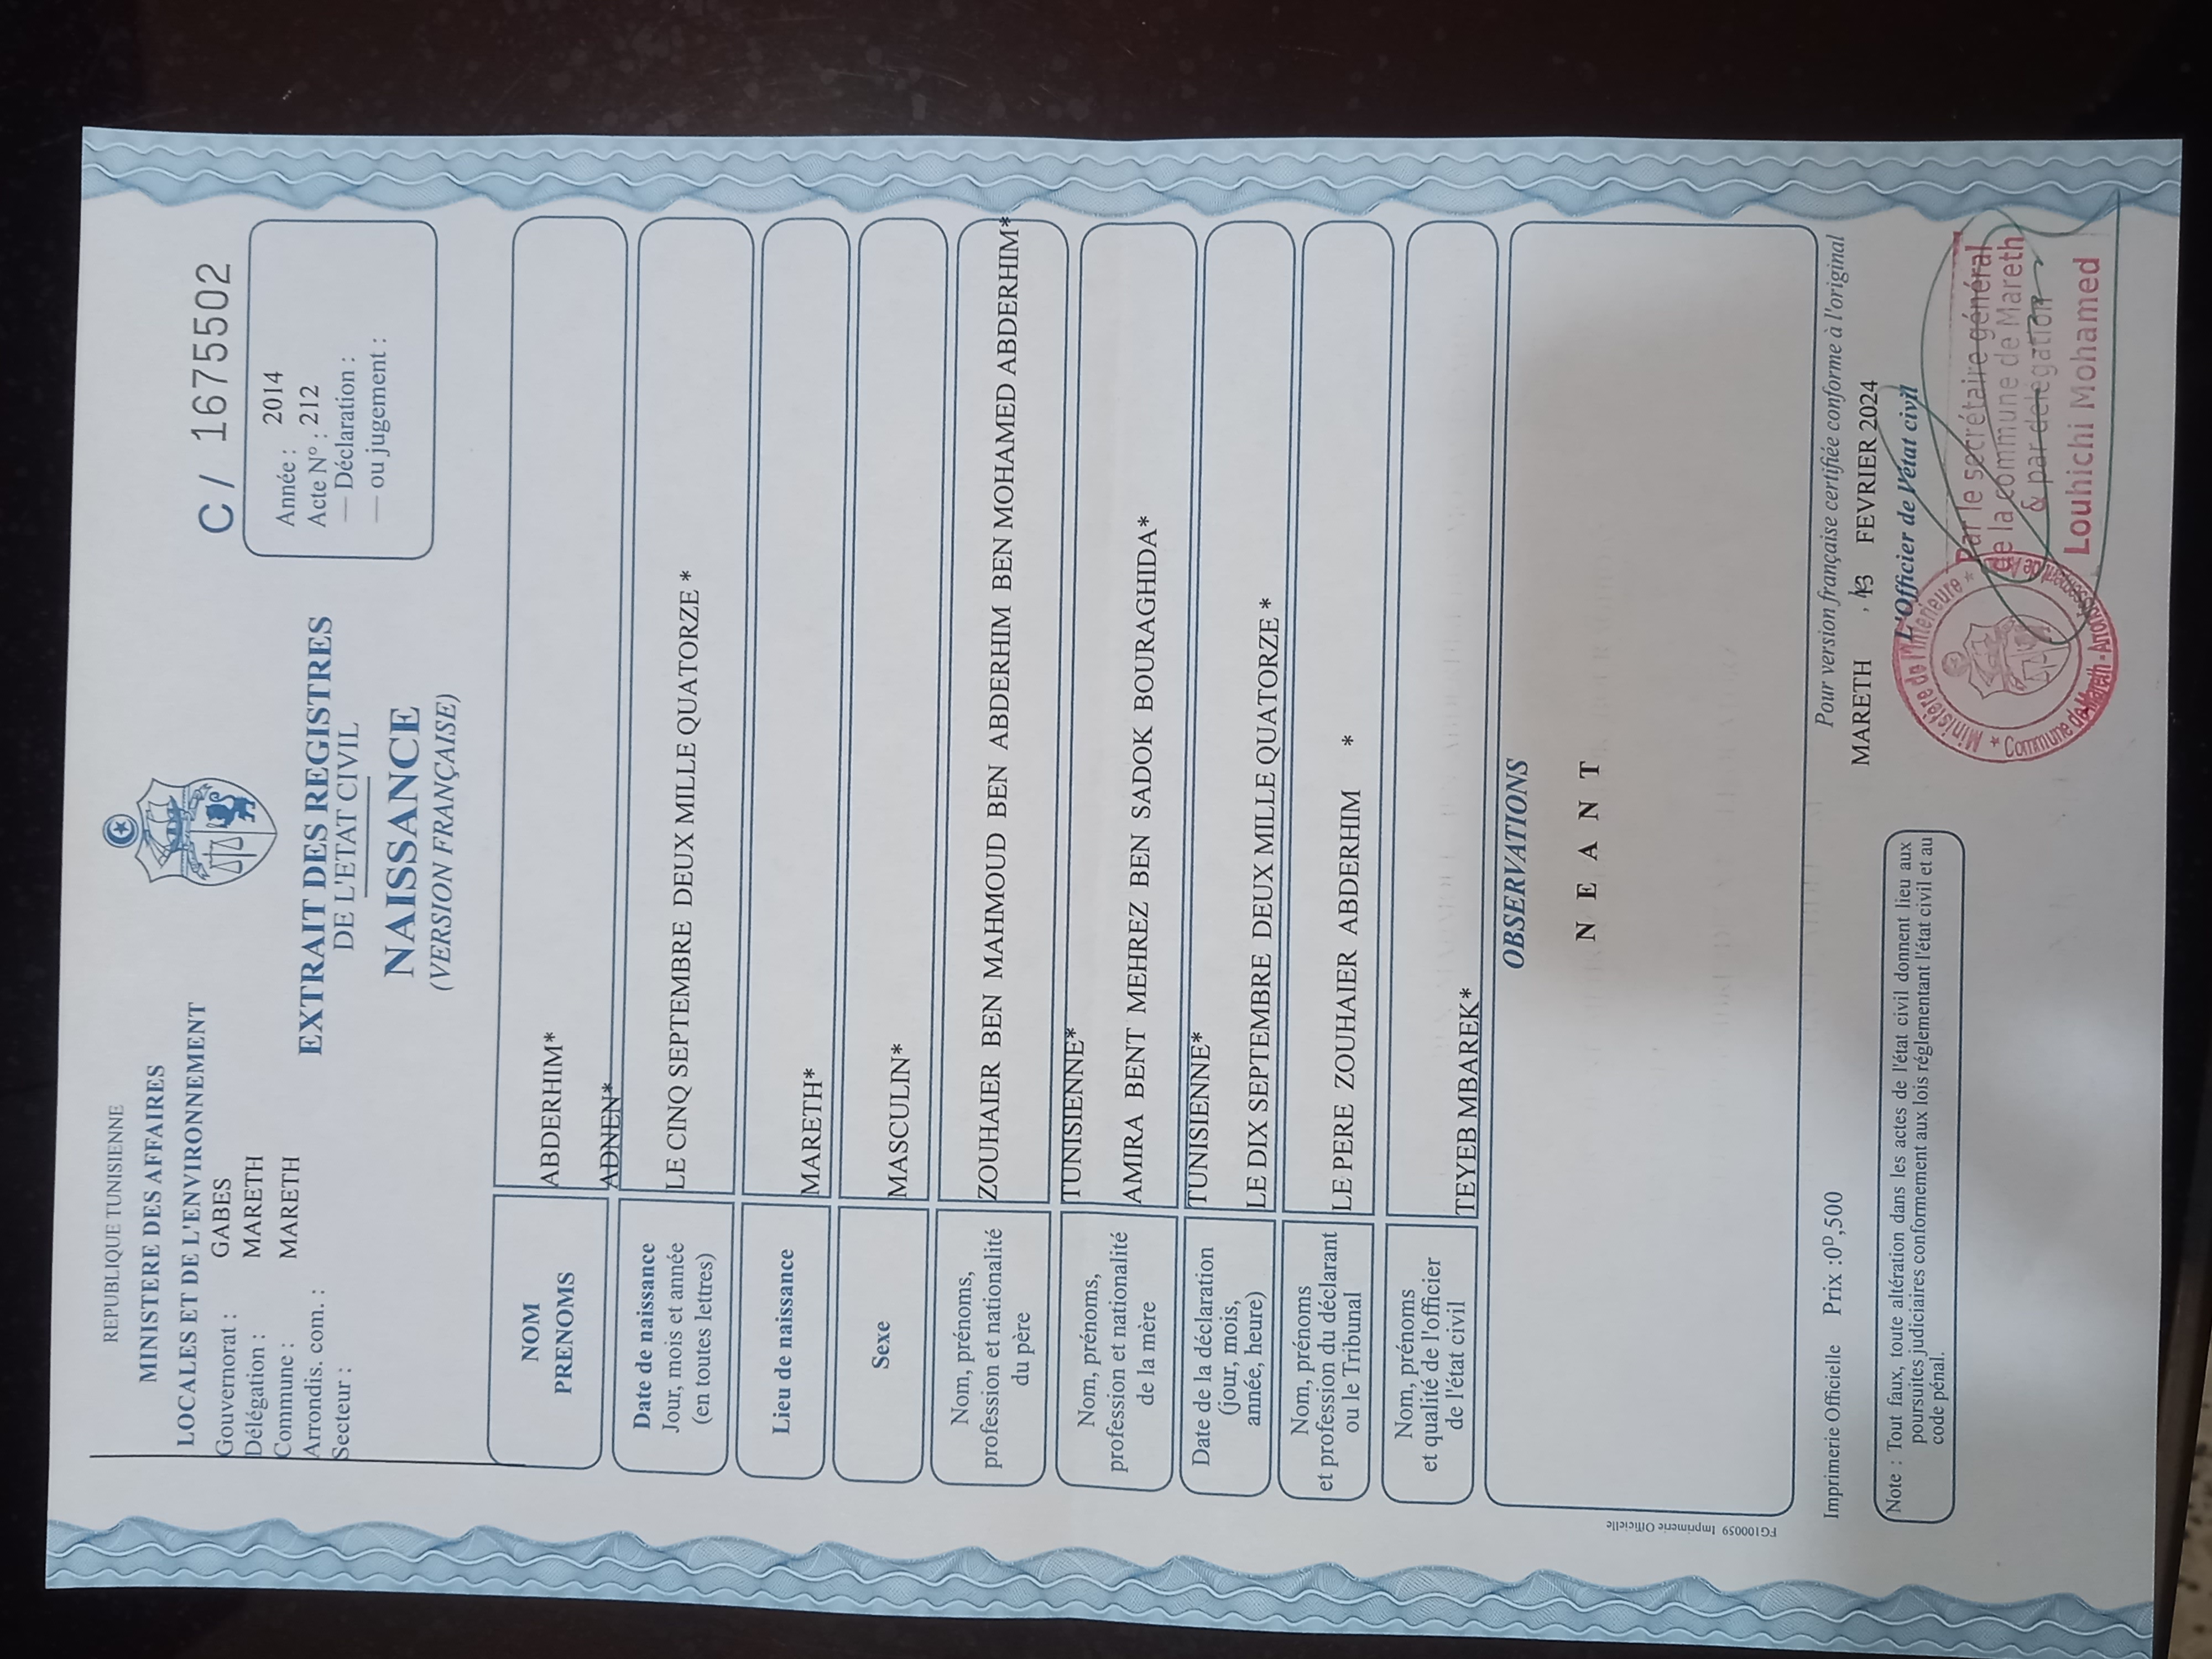 REPUBLIQUE TUNISIENNE
MINISTERE DES AFFAIRES
LOCALES ET DE L'ENVIRONNEMENT
Gouvernorat : GABES
Délégation : MARETH
Commune : MARETH
Arrondis. com. :
Secteur :
C / 1675502
Année : 2014
Acte N° : 212
— Déclaration :
— ou jugement :
EXTRAIT DES REGISTRES
DE L'ETAT CIVIL
NAISSANCE
(VERSION FRANÇAISE)
NOM
PRENOMS
ABDERHIM*
ADNEN*
Date de naissance
Jour, mois et année
(en toutes lettres)
LE CINQ SEPTEMBRE DEUX MILLE QUATORZE *
Lieu de naissance
MARETH*
Sexe
MASCULIN*
Nom, prénoms,
profession et nationalité
du père
ZOUHAIER BEN MAHMOUD BEN ABDERHIM BEN MOHAMED ABDERHIM*
TUNISIENNE*
Nom, prénoms,
profession et nationalité
de la mère
AMIRA BENT MEHREZ BEN SADOK BOURAGHIDA*
TUNISIENNE*
Date de la déclaration
(jour, mois,
année, heure)
LE DIX SEPTEMBRE DEUX MILLE QUATORZE *
Nom, prénoms
et profession du déclarant
ou le Tribunal
LE PERE ZOUHAIER ABDERHIM *
Nom, prénoms
et qualité de l'officier
de l'état civil
TEYEB MBAREK*
OBSERVATIONS
N E A N T
FG100059 Imprimerie Officielle
Imprimerie Officielle Prix :0D,500
Pour version française certifiée conforme à l'original
MARETH , FEVRIER 2024
L'Officier de l'état civil
Note : Tout faux, toute altération dans les actes de l'état civil donnent lieu aux
poursuites judiciaires conformement aux lois réglementant l'état civil et au
code pénal.
Par le secrétaire général
de la commune de Mareth
& par délégation
Louhichi Mohamed
Ministère de l'Interieure * Commune de Mareth - Arrondissement de